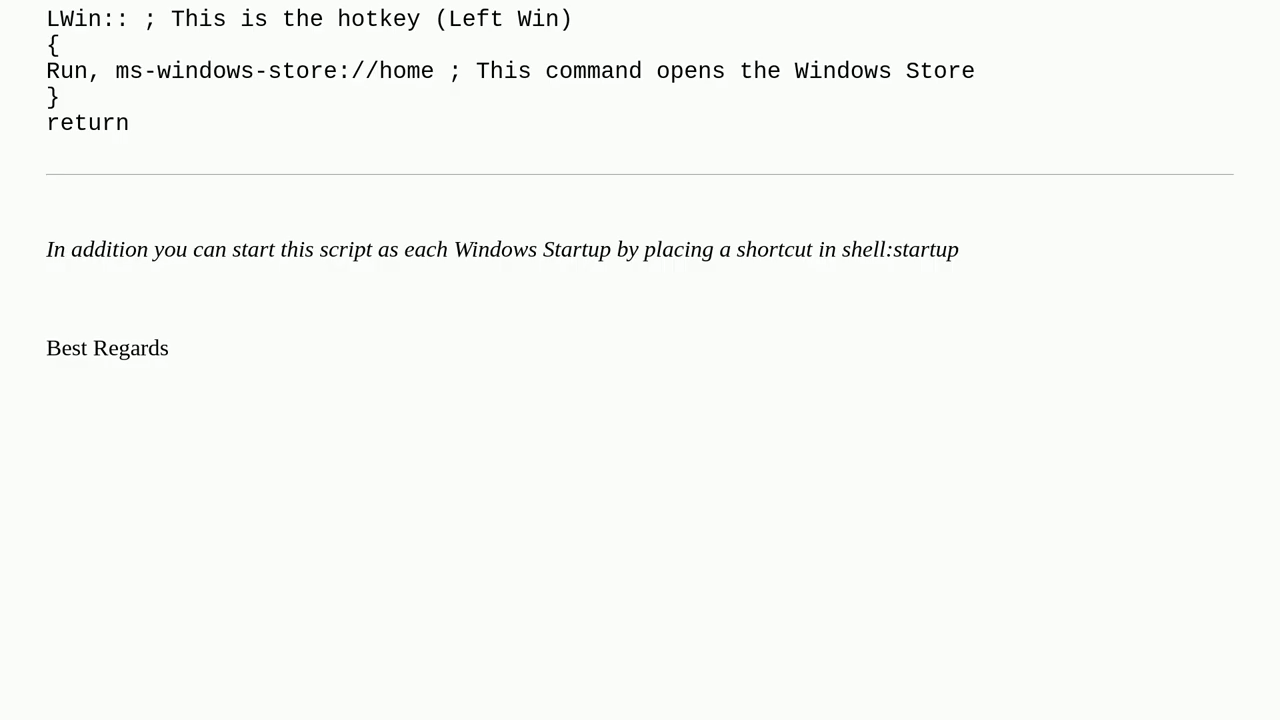 LWin:: ; This is the hotkey (Left Win)
{
Run, ms-windows-store://home ; This command opens the Windows Store
}
return
In addition you can start this script as each Windows Startup by placing a shortcut in shell:startup
Best Regards